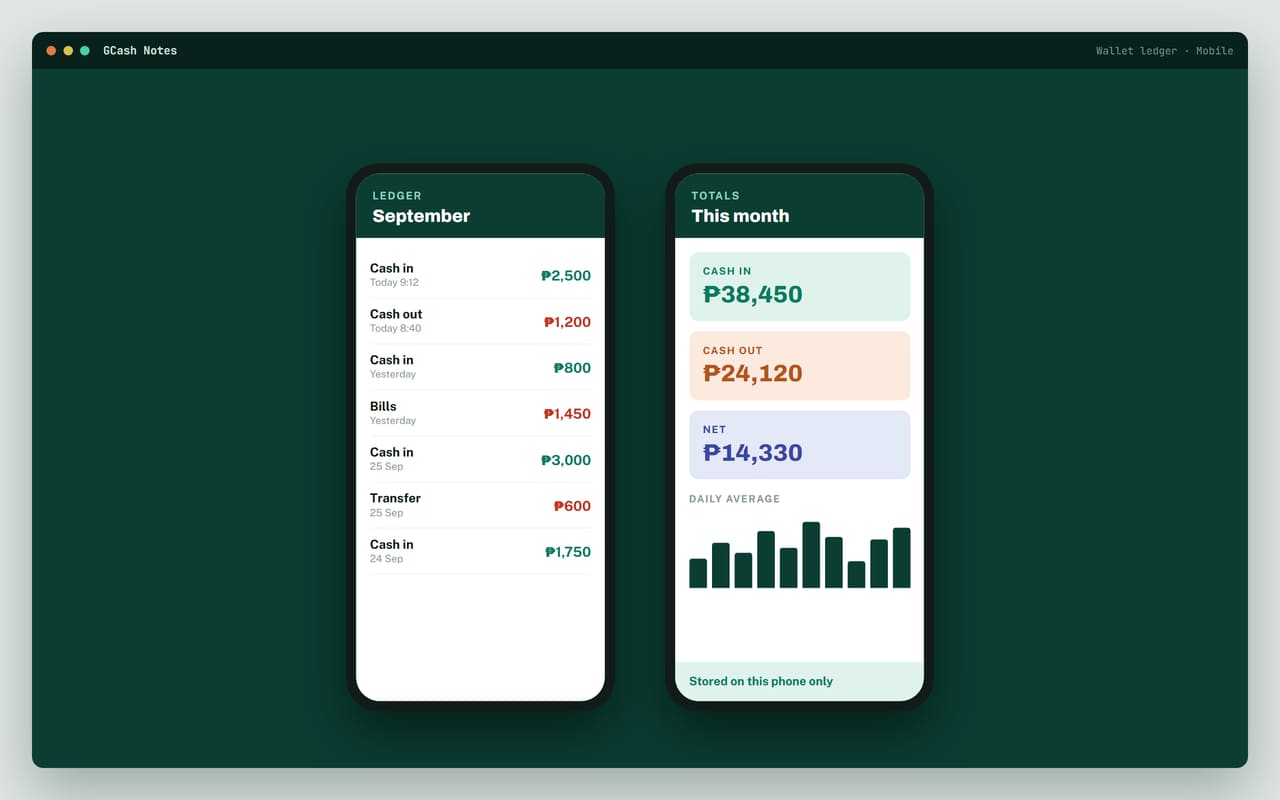 GCash Notes
Wallet ledger · Mobile
LEDGER
September
Cash in
Today 9:12
₱2,500
Cash out
Today 8:40
₱1,200
Cash in
Yesterday
₱800
Bills
Yesterday
₱1,450
Cash in
25 Sep
₱3,000
Transfer
25 Sep
₱600
Cash in
24 Sep
₱1,750
TOTALS
This month
CASH IN
₱38,450
CASH OUT
₱24,120
NET
₱14,330
DAILY AVERAGE
Stored on this phone only